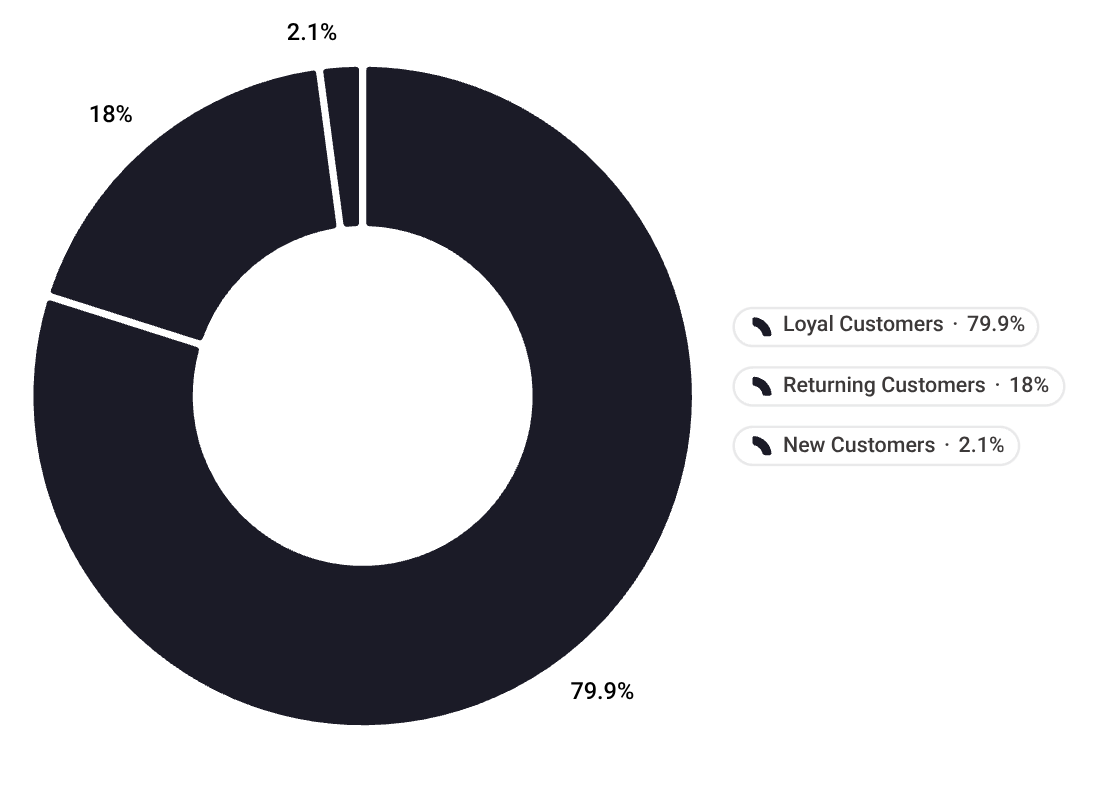 2.1%
18%
Loyal Customers · 79.9%
Returning Customers · 18%
New Customers · 2.1%
79.9%